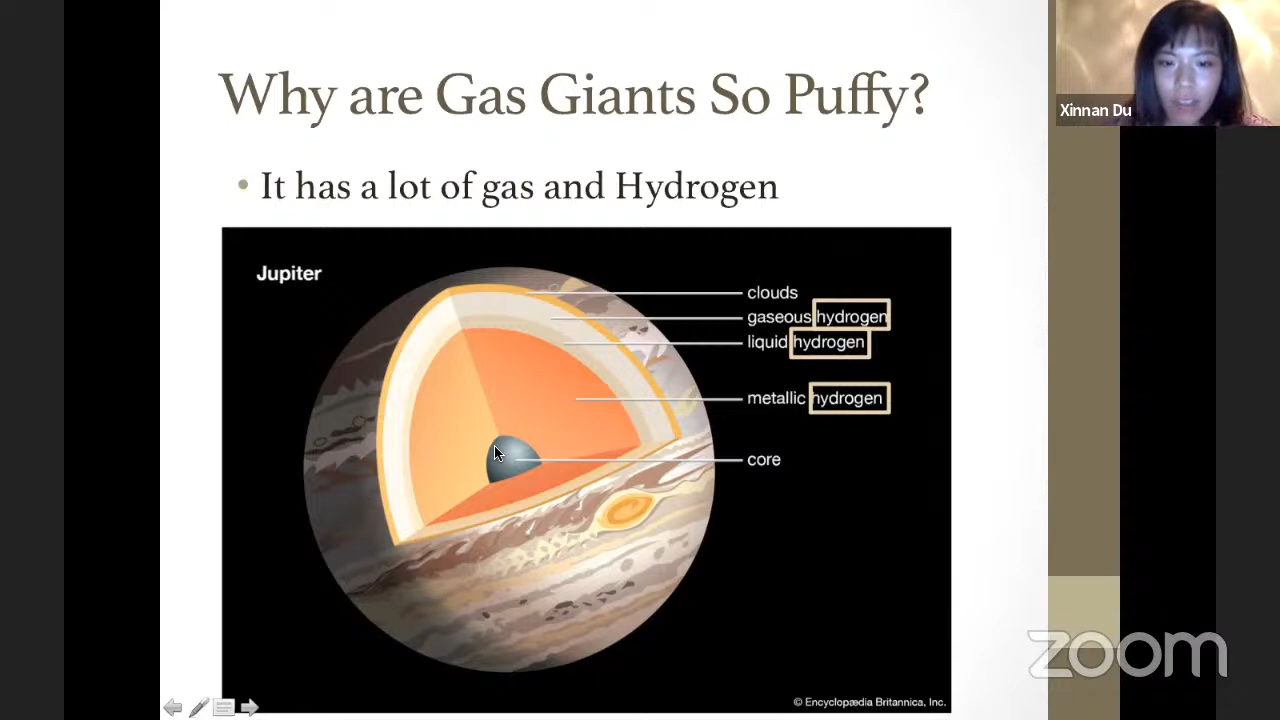 Why are Gas Giants So Puffy?
Xinnan Du
• It has a lot of gas and Hydrogen
Jupiter
clouds
gaseous hydrogen
liquid hydrogen
metallic hydrogen
core
zoom
© Encyclopædia Britannica, Inc.